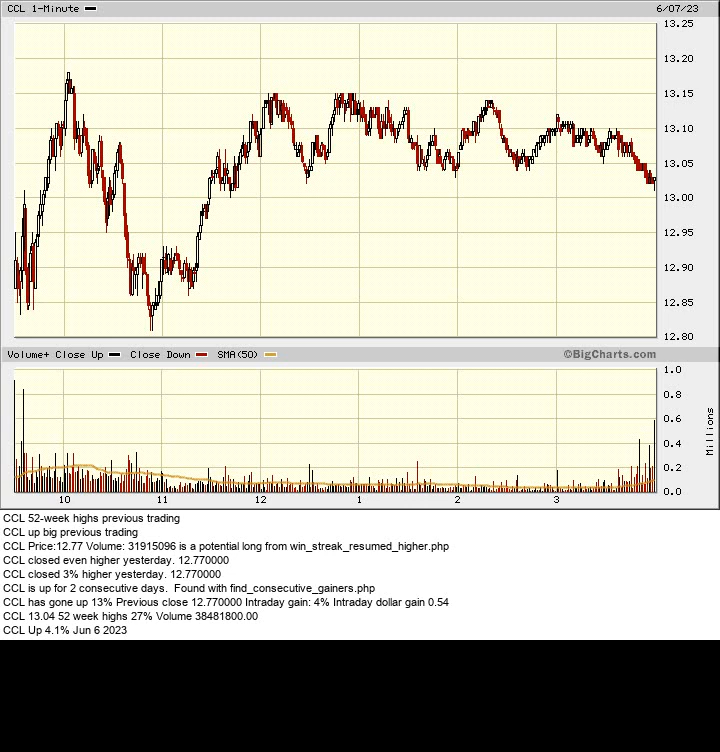 CCL 1-Minute 6/07/23
13.25
13.20
13.15
13.10
13.05
13.00
12.95
12.90
12.85
12.80
Volume+ Close Up Close Down SMA(50) ©BigCharts.com
1.0
0.8
0.6
0.4
0.2
0.0
Millions
10 11 12 1 2 3
CCL 52-week highs previous trading
CCL up big previous trading
CCL Price:12.77 Volume: 31915096 is a potential long from win_streak_resumed_higher.php
CCL closed even higher yesterday. 12.770000
CCL closed 3% higher yesterday. 12.770000
CCL is up for 2 consecutive days.  Found with find_consecutive_gainers.php
CCL has gone up 13% Previous close 12.770000 Intraday gain: 4% Intraday dollar gain 0.54
CCL 13.04 52 week highs 27% Volume 38481800.00
CCL Up 4.1% Jun 6 2023